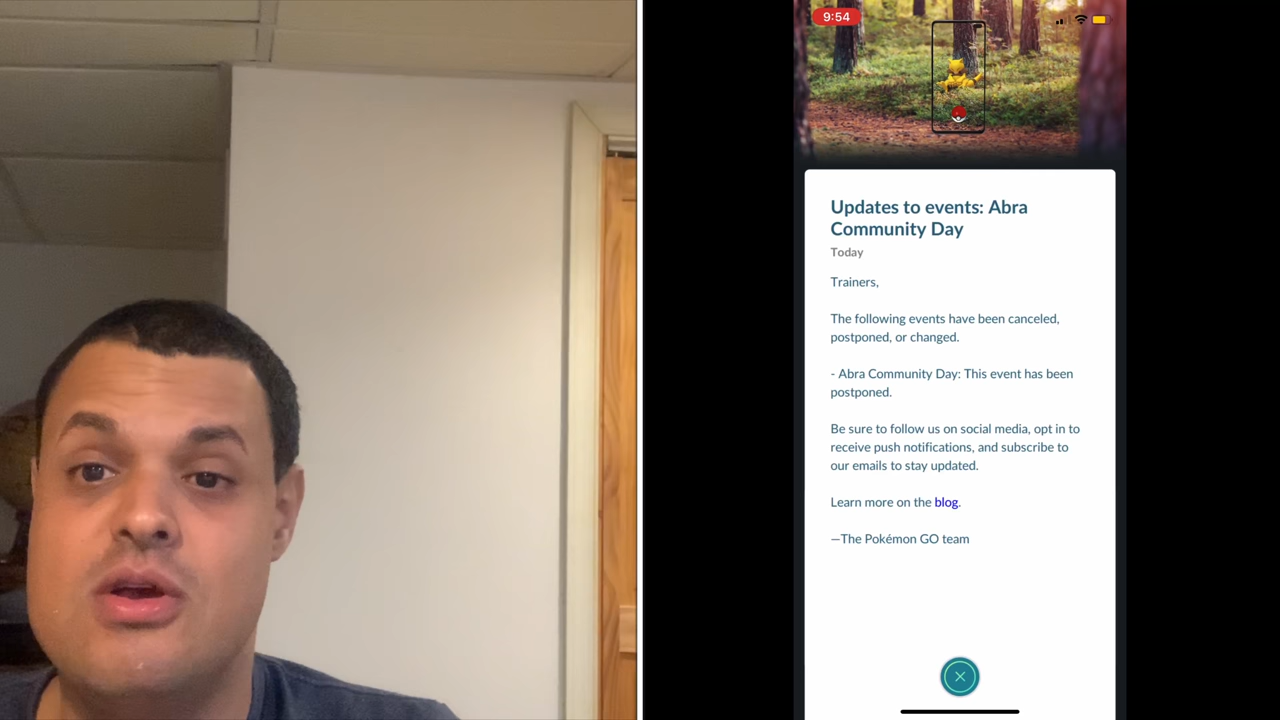 9:54
Updates to events: Abra
Community Day
Today
Trainers,
The following events have been canceled,
postponed, or changed.
- Abra Community Day: This event has been
postponed.
Be sure to follow us on social media, opt in to
receive push notifications, and subscribe to
our emails to stay updated.
Learn more on the blog.
—The Pokémon GO team